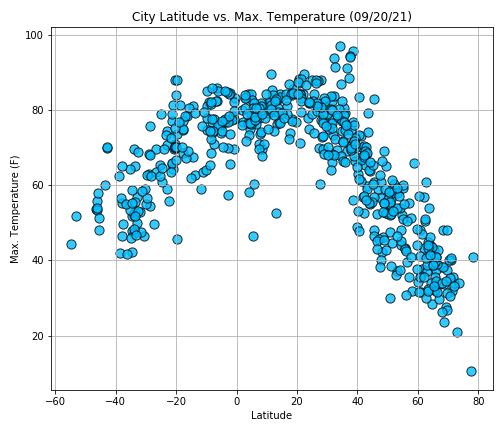 City Latitude vs. Max. Temperature (09/20/21)
100
80
60
40
20
Max. Temperature (F)
−60 −40 −20 0 20 40 60 80
Latitude